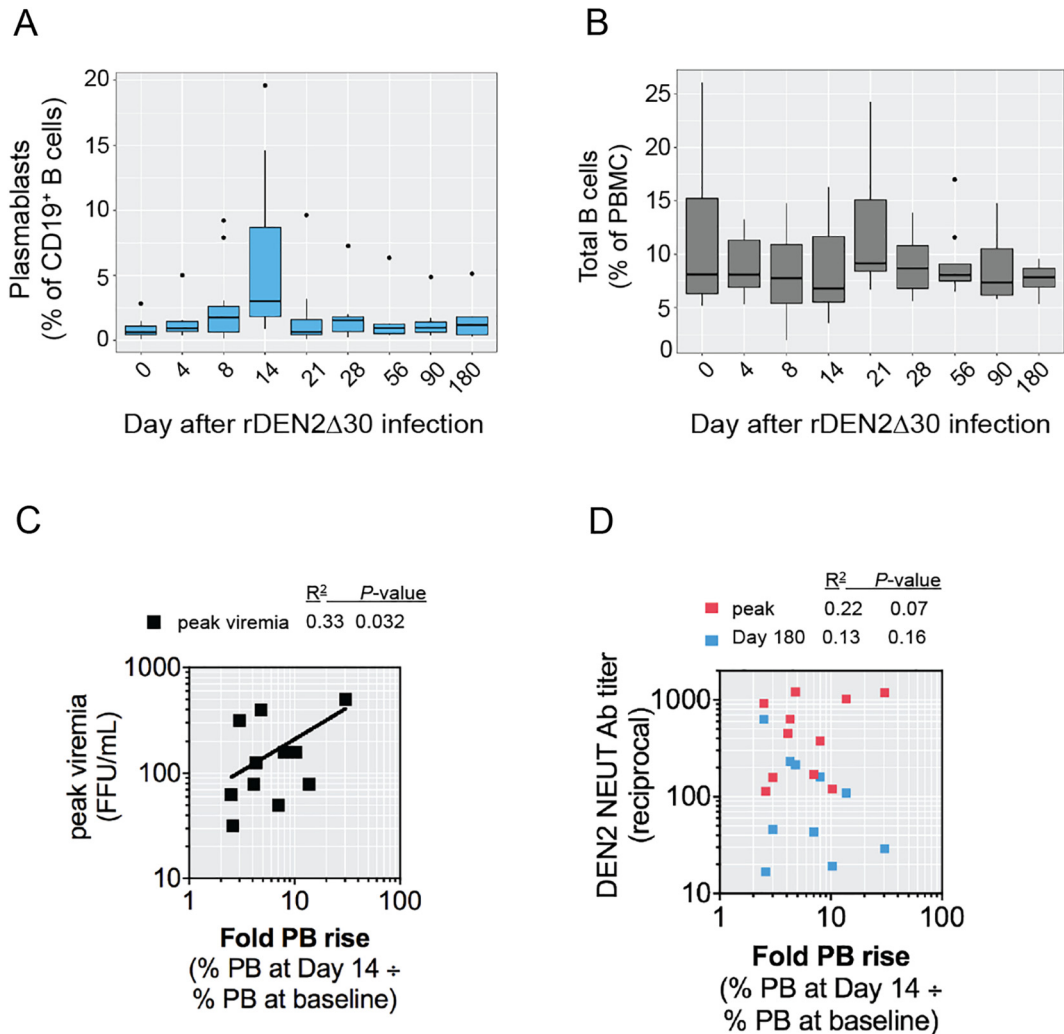 A
Plasmablasts
(% of CD19⁺ B cells)
20
15
10
5
0
0 4 8 14 21 28 56 90 180
Day after rDEN2Δ30 infection
B
Total B cells
(% of PBMC)
25
20
15
10
5
0
0 4 8 14 21 28 56 90 180
Day after rDEN2Δ30 infection
C
R² P-value
peak viremia 0.33 0.032
peak viremia
(FFU/mL)
1000
100
10
1 10 100
Fold PB rise
(% PB at Day 14 ÷
% PB at baseline)
D
R² P-value
peak 0.22 0.07
Day 180 0.13 0.16
DEN2 NEUT Ab titer
(reciprocal)
1000
100
10
1 10 100
Fold PB rise
(% PB at Day 14 ÷
% PB at baseline)